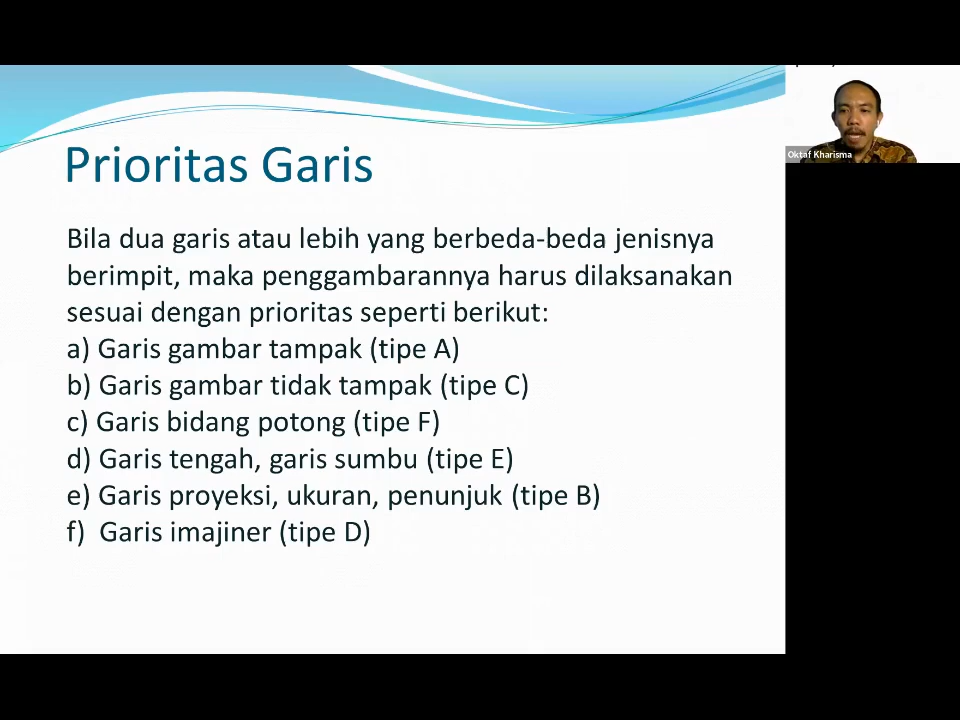 Prioritas Garis
Bila dua garis atau lebih yang berbeda-beda jenisnya
berimpit, maka penggambarannya harus dilaksanakan
sesuai dengan prioritas seperti berikut:
a) Garis gambar tampak (tipe A)
b) Garis gambar tidak tampak (tipe C)
c) Garis bidang potong (tipe F)
d) Garis tengah, garis sumbu (tipe E)
e) Garis proyeksi, ukuran, penunjuk (tipe B)
f) Garis imajiner (tipe D)
Oktaf Kharisma